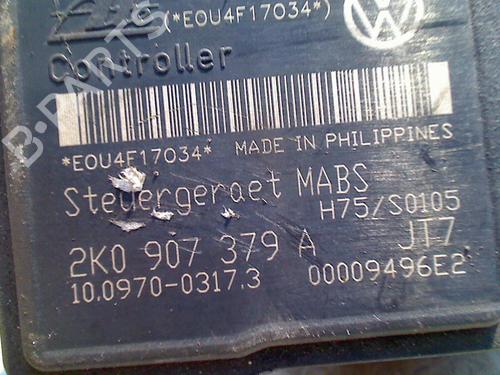 Ate (*EOU4F17034*)
Controller
B-PARTS
*EOU4F17034* MADE IN PHILIPPINES
Steuergeraet MABS
H75/S0105
2K0 907 379 A JT7
10.0970-0317.3 00009496E2